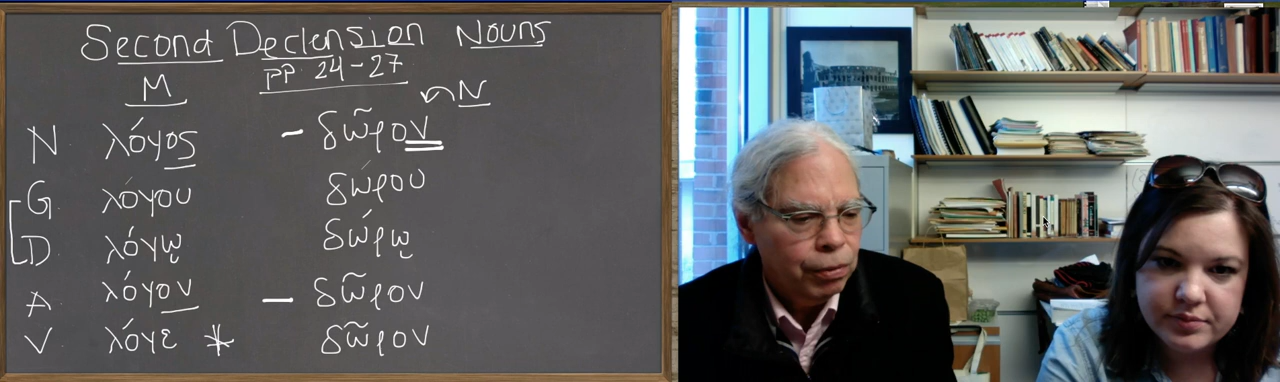 Second Declension Nouns
pp 24-27
M N
N λόγος - δῶρον
G λόγου δώρου
D λόγῳ δώρῳ
A λόγον - δῶρον
V λόγε * δῶρον